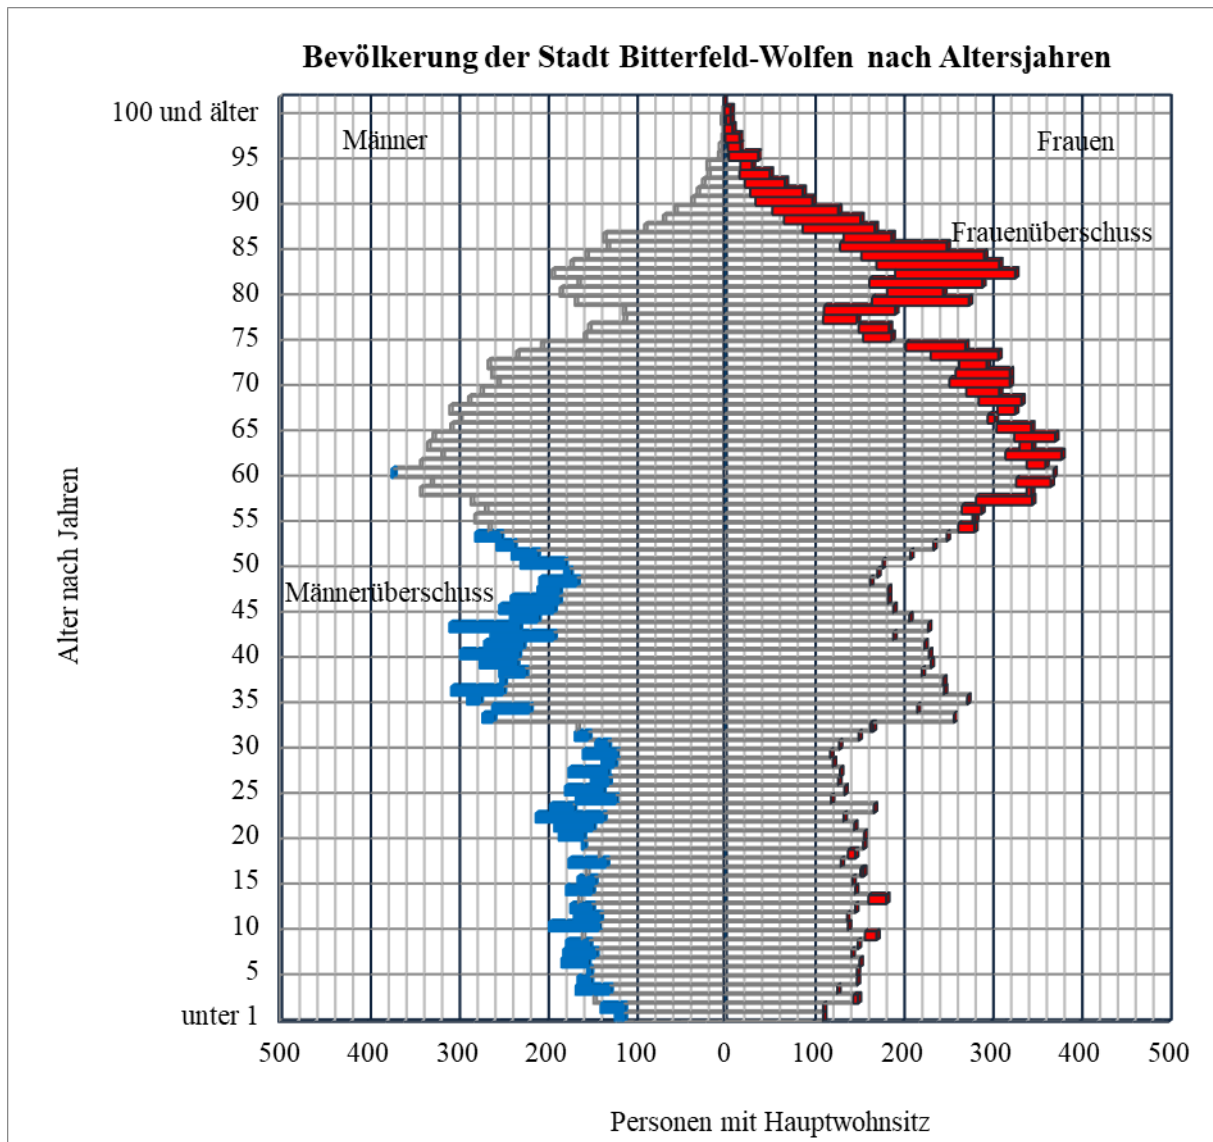 Bevölkerung der Stadt Bitterfeld-Wolfen nach Altersjahren
100 und älter
Männer
Frauen
95
90
Frauenüberschuss
85
80
75
70
65
60
55
50
Männerüberschuss
45
40
35
30
25
20
15
10
5
unter 1
Alter nach Jahren
500 400 300 200 100 0 100 200 300 400 500
Personen mit Hauptwohnsitz